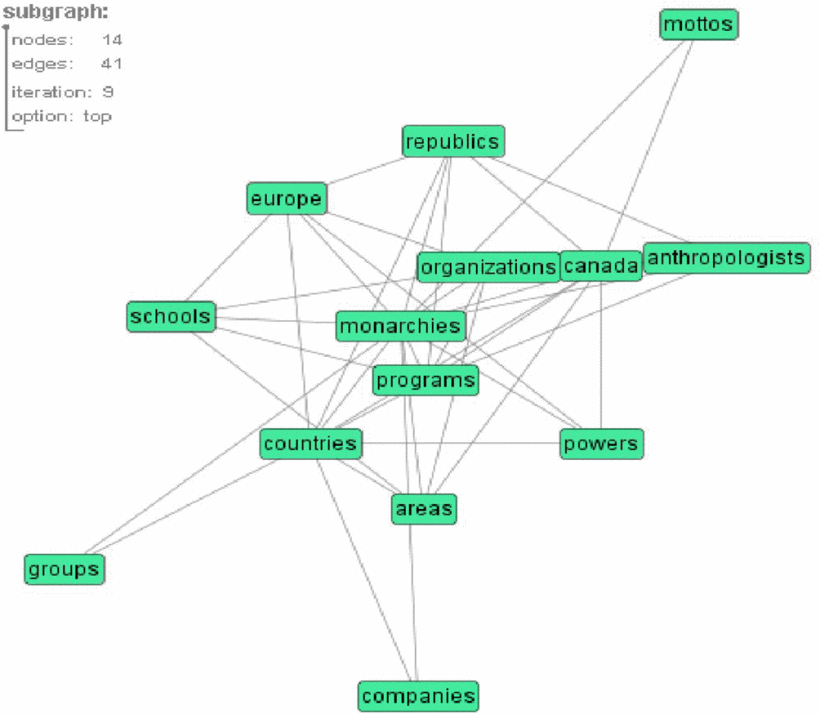 subgraph:
nodes: 14
edges: 41
iteration: 9
option: top
mottos
republics
europe
organizations
canada
anthropologists
schools
monarchies
programs
countries
powers
areas
groups
companies